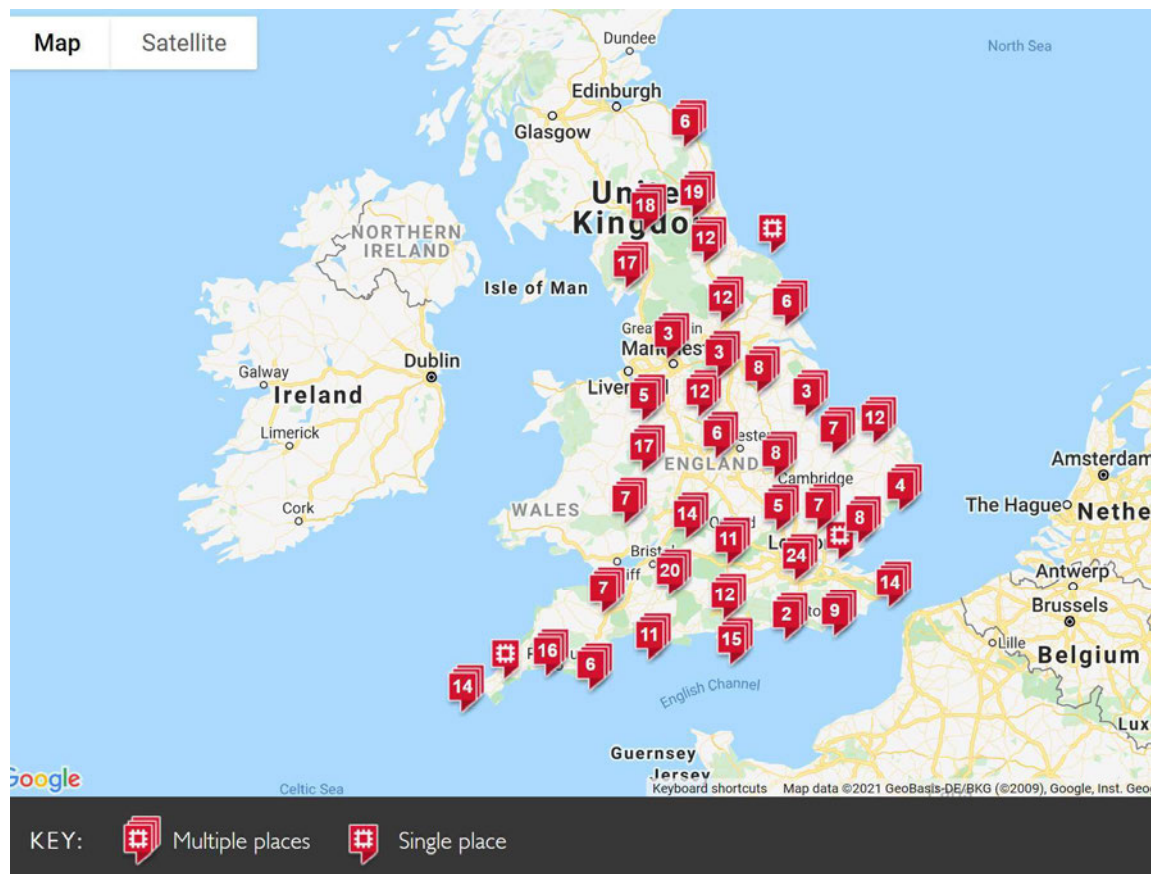 Map
Satellite
Dundee
North Sea
Edinburgh
Glasgow
6
19
18
Kingdo
NORTHERN
IRELAND
12
17
Isle of Man
12
6
3
3
Dublin
8
Galway
Ireland
5
12
3
12
7
6
Limerick
17
8
ENGLAND
Amsterdam
Cambridge
4
Cork
7
WALES
5
7
The Hague
14
8
11
24
20
Antwerp
14
7
12
Brussels
2
9
11
15
Lille
16
Belgium
6
14
English Channel
Guernsey
Jersey
Celtic Sea
Keyboard shortcuts
Map data ©2021 GeoBasis-DE/BKG (©2009), Google, Inst. Geo
KEY:
Multiple places
Single place